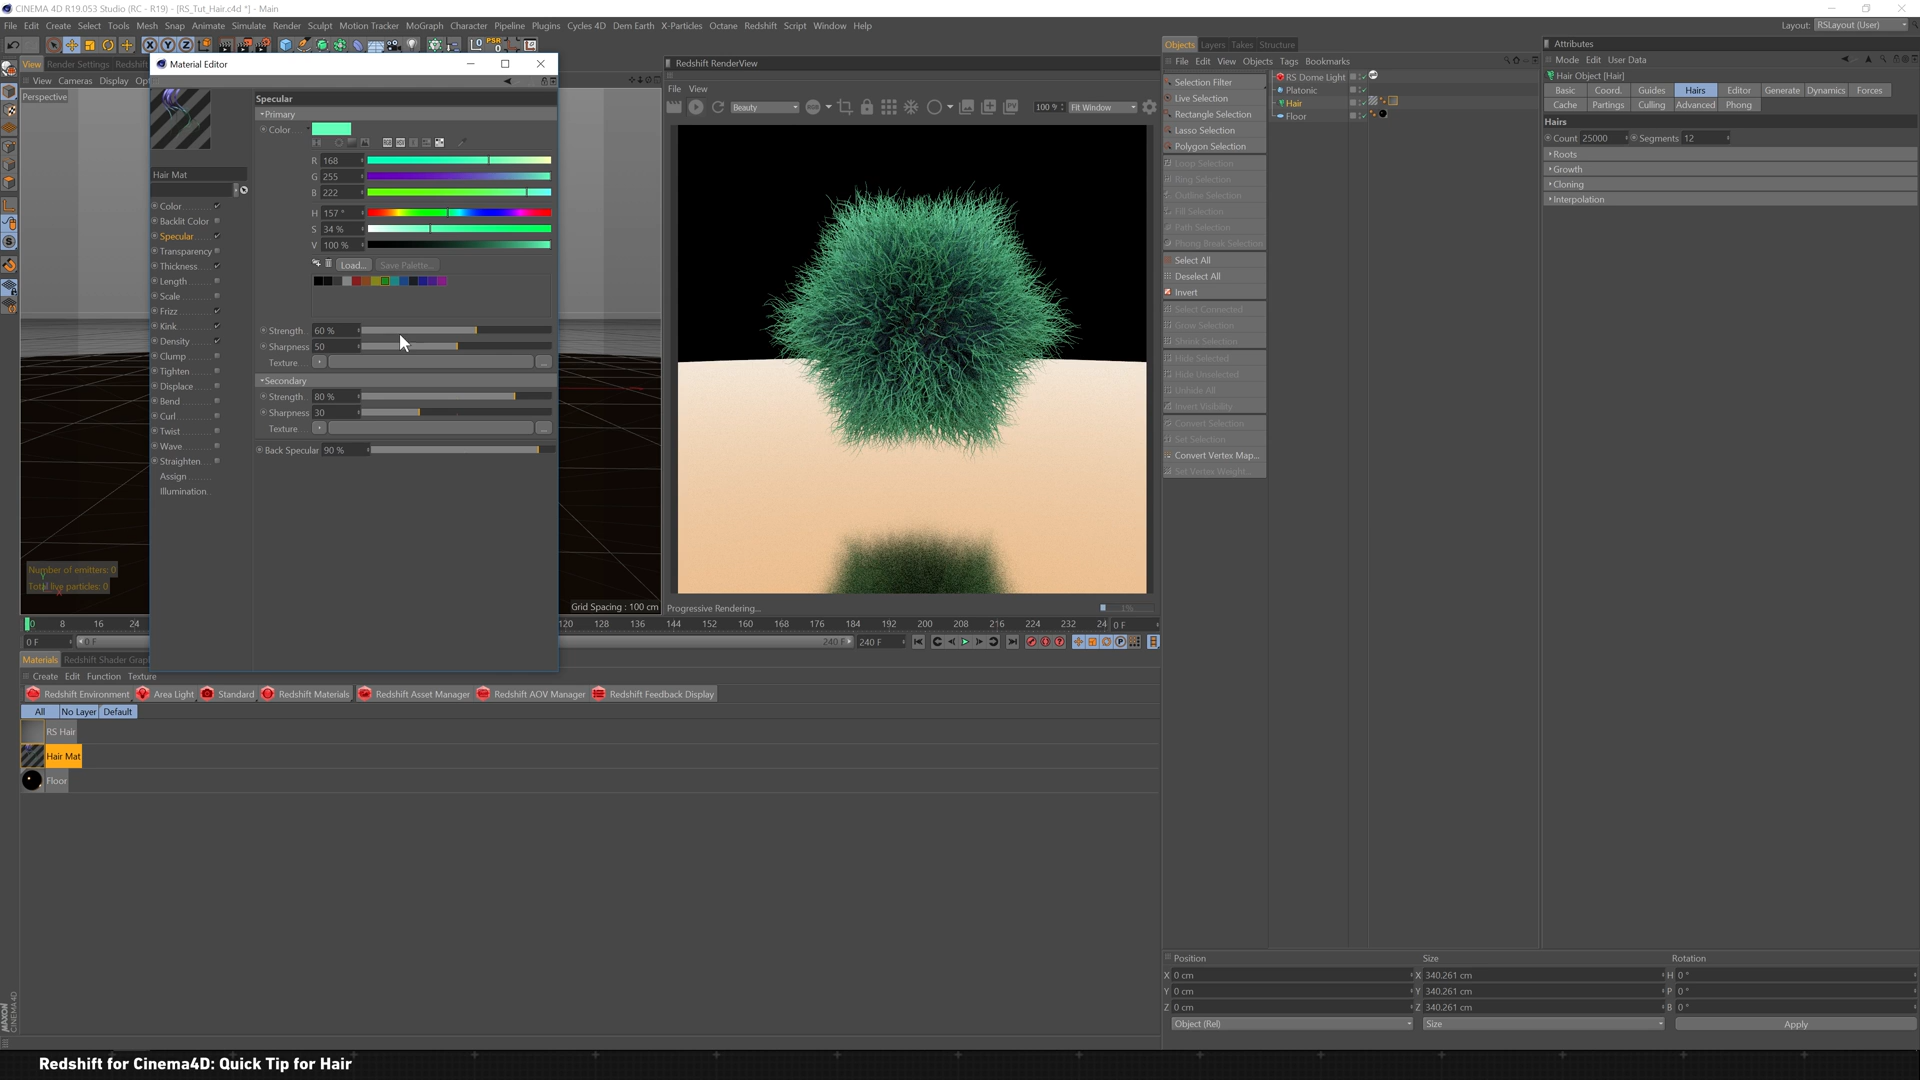 CINEMA 4D R19.053 Studio (RC - R19) - [RS_Tut_Hair.c4d *] - Main
File Edit Create Select Tools Mesh Snap Animate Simulate Render Sculpt Motion Tracker MoGraph Character Pipeline Plugins Cycles 4D Dem Earth X-Particles Octane Redshift Script Window Help
Layout: RSLayout (User)
View Render Settings Redshift
Material Editor
View Cameras Display
Perspective
Hair Mat
Color
Backlit Color
Specular
Transparency
Thickness
Length
Scale
Frizz
Kink
Density
Clump
Tighten
Displace
Bend
Curl
Twist
Wave
Straighten
Assign
Illumination
Specular
Primary
Color
R 168
G 255
B 222
H 157 °
S 34 %
V 100 %
Load... Save Palette...
Strength 60 %
Sharpness 50
Texture
Secondary
Strength 80 %
Sharpness 30
Texture
Back Specular 90 %
Number of emitters: 0
Total live particles: 0
Grid Spacing : 100 cm
Redshift RenderView
File View
Beauty 100 % Fit Window
Progressive Rendering... 1%
0 8 16 24 120 128 136 144 152 160 168 176 184 192 200 208 216 224 232 24 0 F
0 F 0 F 240 F 240 F
Materials Redshift Shader Grap
Create Edit Function Texture
Redshift Environment Area Light Standard Redshift Materials Redshift Asset Manager Redshift AOV Manager Redshift Feedback Display
All No Layer Default
RS Hair
Hair Mat
Floor
Objects Layers Takes Structure
File Edit View Objects Tags Bookmarks
Selection Filter
Live Selection
Rectangle Selection
Lasso Selection
Polygon Selection
Loop Selection
Ring Selection
Outline Selection
Fill Selection
Path Selection
Phong Break Selection
Select All
Deselect All
Invert
Select Connected
Grow Selection
Shrink Selection
Hide Selected
Hide Unselected
Unhide All
Invert Visibility
Convert Selection
Set Selection
Convert Vertex Map...
Set Vertex Weight...
RS Dome Light
Platonic
Hair
Floor
Attributes
Mode Edit User Data
Hair Object [Hair]
Basic Coord. Guides Hairs Editor Generate Dynamics Forces
Cache Partings Culling Advanced Phong
Hairs
Count 25000 Segments 12
Roots
Growth
Cloning
Interpolation
Position Size Rotation
X 0 cm X 340.261 cm H 0 °
Y 0 cm Y 340.261 cm P 0 °
Z 0 cm Z 340.261 cm B 0 °
Object (Rel) Size Apply
MAXON CINEMA 4D
Redshift for Cinema4D: Quick Tip for Hair